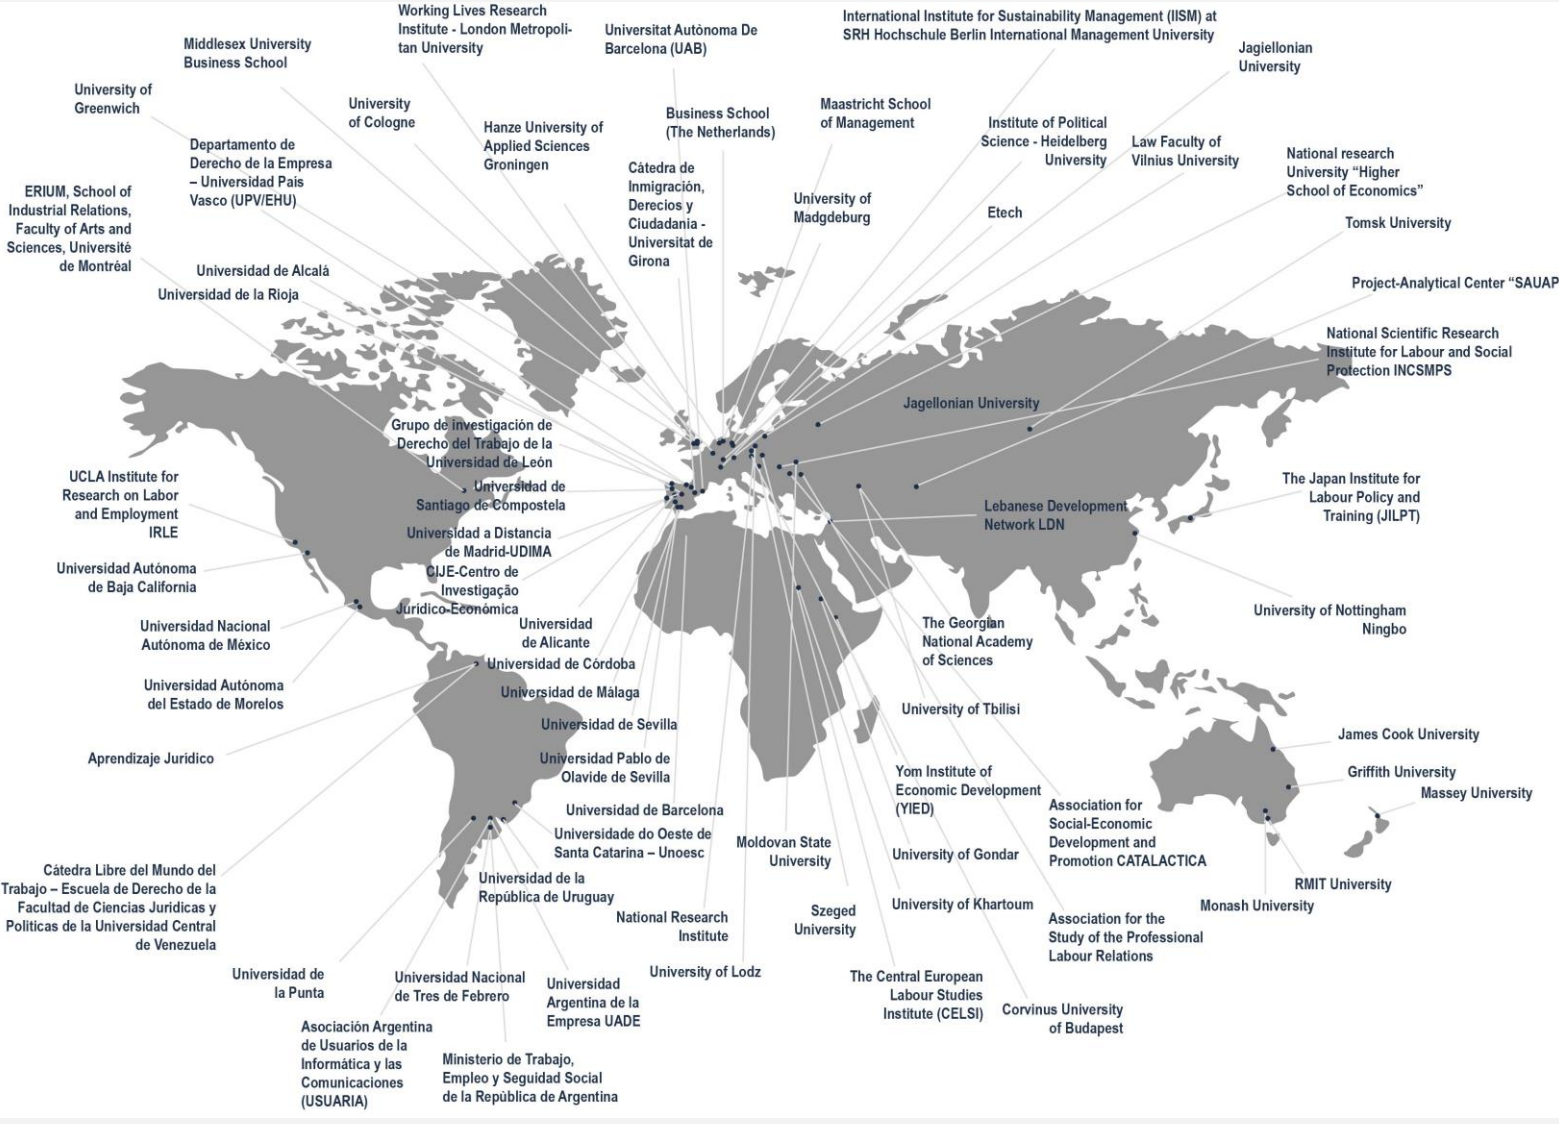 Working Lives Research
Institute - London Metropoli-
tan University
Universitat Autònoma De
Barcelona (UAB)
International Institute for Sustainability Management (IISM) at
SRH Hochschule Berlin International Management University
Middlesex University
Business School
Jagiellonian
University
University of
Greenwich
University
of Cologne
Hanze University of
Applied Sciences
Groningen
Business School
(The Netherlands)
Maastricht School
of Management
Institute of Political
Science - Heidelberg
University
Law Faculty of
Vilnius University
National research
University “Higher
School of Economics”
Departamento de
Derecho de la Empresa
– Universidad Pais
Vasco (UPV/EHU)
Cátedra de
Inmigración,
Derecios y
Ciudadania -
Universitat de
Girona
University of
Madgdeburg
Etech
Tomsk University
ERIUM, School of
Industrial Relations,
Faculty of Arts and
Sciences, Université
de Montréal
Universidad de Alcalá
Universidad de la Rioja
Project-Analytical Center “SAUAP
National Scientific Research
Institute for Labour and Social
Protection INCSMPS
Jagellonian University
Grupo de investigación de
Derecho del Trabajo de la
Universidad de León
UCLA Institute for
Research on Labor
and Employment
IRLE
Universidad de
Santiago de Compostela
The Japan Institute for
Labour Policy and
Training (JILPT)
Lebanese Development
Network LDN
Universidad a Distancia
de Madrid-UDIMA
Universidad Autónoma
de Baja California
CIJE-Centro de
Investigação
Juridico-Económica
University of Nottingham
Ningbo
Universidad Nacional
Autónoma de México
Universidad
de Alicante
The Georgian
National Academy
of Sciences
Universidad de Córdoba
Universidad Autónoma
del Estado de Morelos
Universidad de Málaga
University of Tbilisi
Universidad de Sevilla
James Cook University
Aprendizaje Juridico
Universidad Pablo de
Olavide de Sevilla
Yom Institute of
Economic Development
(YIED)
Griffith University
Massey University
Universidad de Barcelona
Association for
Social-Economic
Development and
Promotion CATALACTICA
Universidade do Oeste de
Santa Catarina – Unoesc
Moldovan State
University
University of Gondar
Cátedra Libre del Mundo del
Trabajo – Escuela de Derecho de la
Facultad de Ciencias Juridicas y
Politicas de la Universidad Central
de Venezuela
Universidad de la
República de Uruguay
RMIT University
Monash University
University of Khartoum
National Research
Institute
Szeged
University
Association for the
Study of the Professional
Labour Relations
Universidad de
la Punta
Universidad Nacional
de Tres de Febrero
Universidad
Argentina de la
Empresa UADE
University of Lodz
The Central European
Labour Studies
Institute (CELSI)
Corvinus University
of Budapest
Asociación Argentina
de Usuarios de la
Informática y las
Comunicaciones
(USUARIA)
Ministerio de Trabajo,
Empleo y Seguidad Social
de la República de Argentina